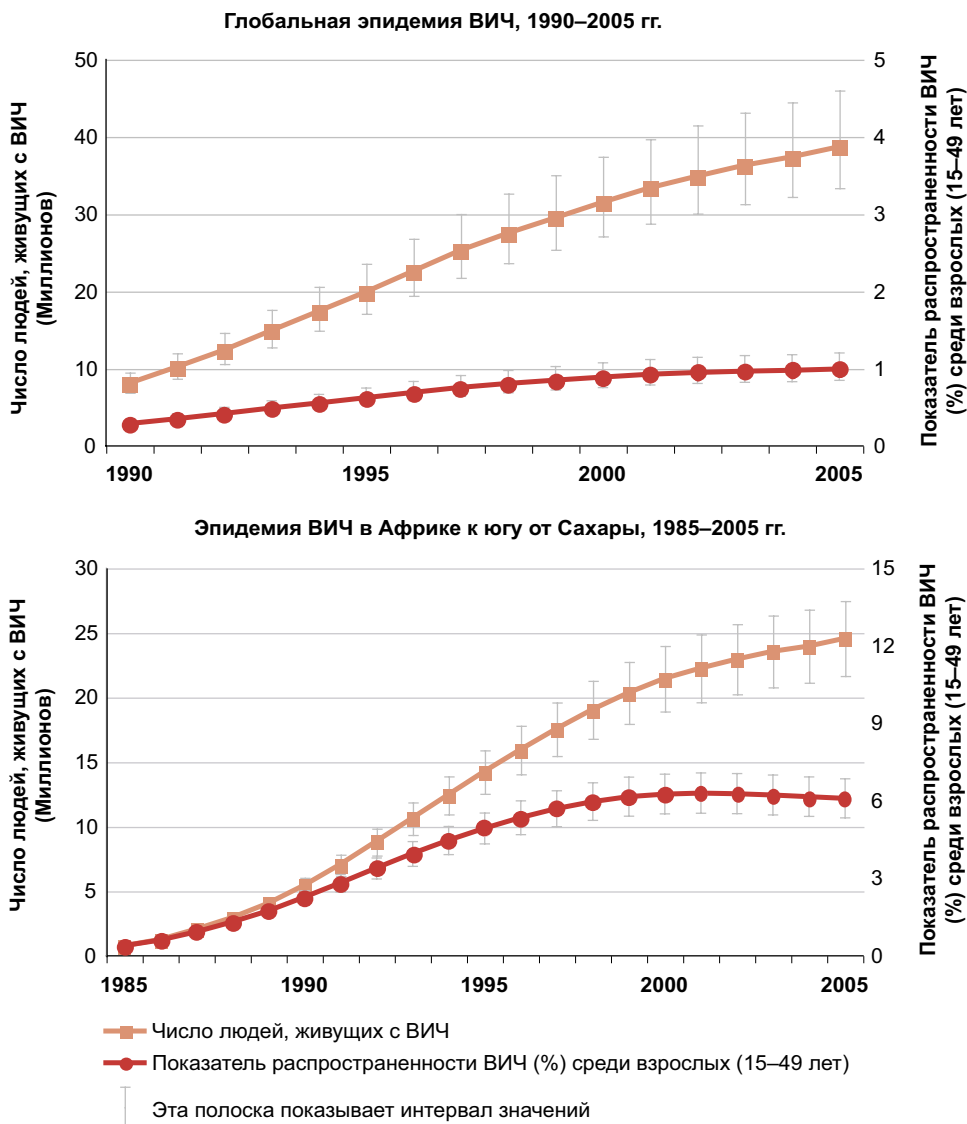 Глобальная эпидемия ВИЧ, 1990–2005 гг.
Число людей, живущих с ВИЧ
(Миллионов)
50
40
30
20
10
0
5
4
3
2
1
0
Показатель распространенности ВИЧ
(%) среди взрослых (15–49 лет)
1990
1995
2000
2005
Эпидемия ВИЧ в Африке к югу от Сахары, 1985–2005 гг.
Число людей, живущих с ВИЧ
(Миллионов)
30
25
20
15
10
5
0
15
12
9
6
3
0
Показатель распространенности ВИЧ
(%) среди взрослых (15–49 лет)
1985
1990
1995
2000
2005
Число людей, живущих с ВИЧ
Показатель распространенности ВИЧ (%) среди взрослых (15–49 лет)
Эта полоска показывает интервал значений